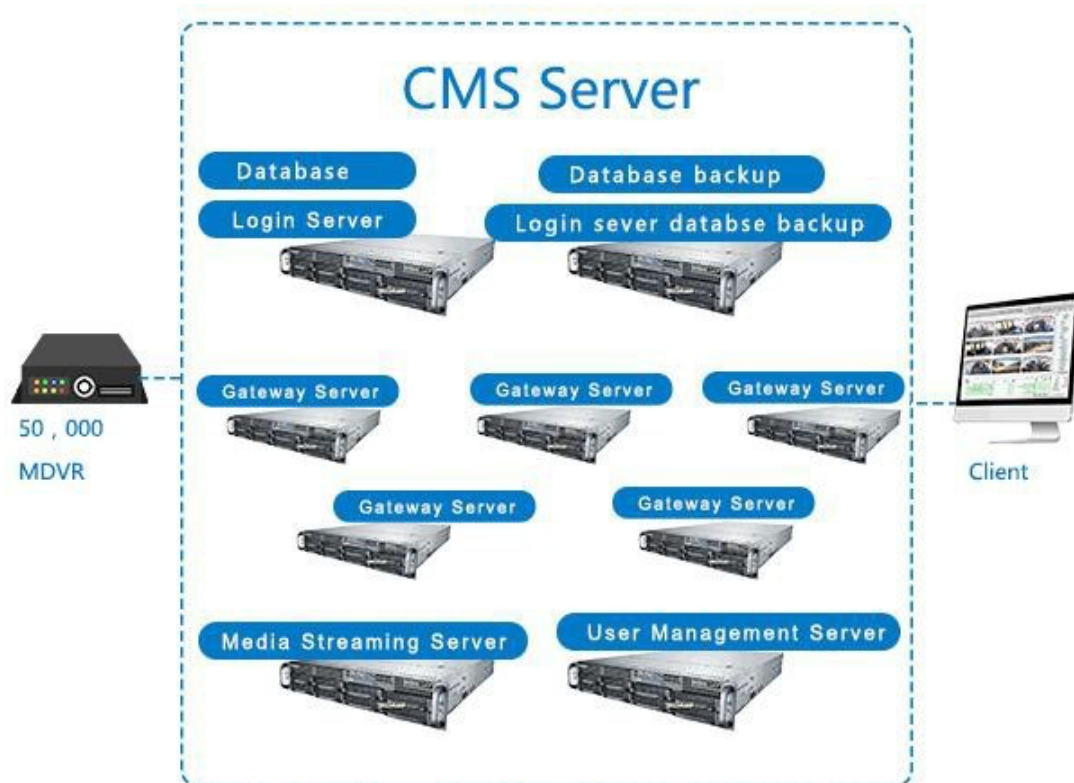 CMS Server
Database
Database backup
Login Server
Login sever databse backup
Gateway Server
Gateway Server
Gateway Server
50 , 000
MDVR
Client
Gateway Server
Gateway Server
Media Streaming Server
User Management Server